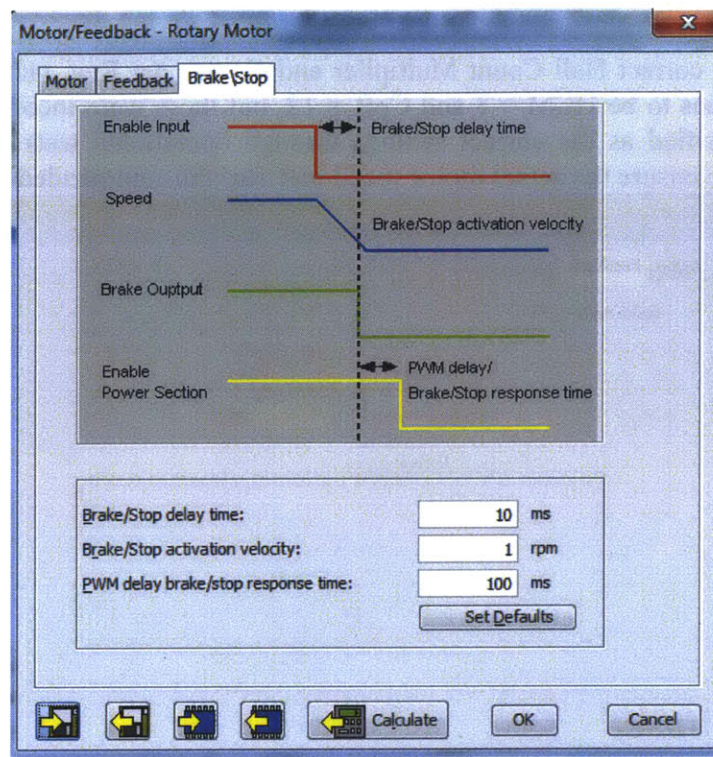 Motor/Feedback - Rotary Motor
Motor Feedback Brake\Stop
Enable Input
Brake/Stop delay time
Speed
Brake/Stop activation velocity
Brake Ouptput
Enable
Power Section
PWM delay/
Brake/Stop response time
Brake/Stop delay time: 10 ms
Brake/Stop activation velocity: 1 rpm
PWM delay brake/stop response time: 100 ms
Set Defaults
Calculate OK Cancel